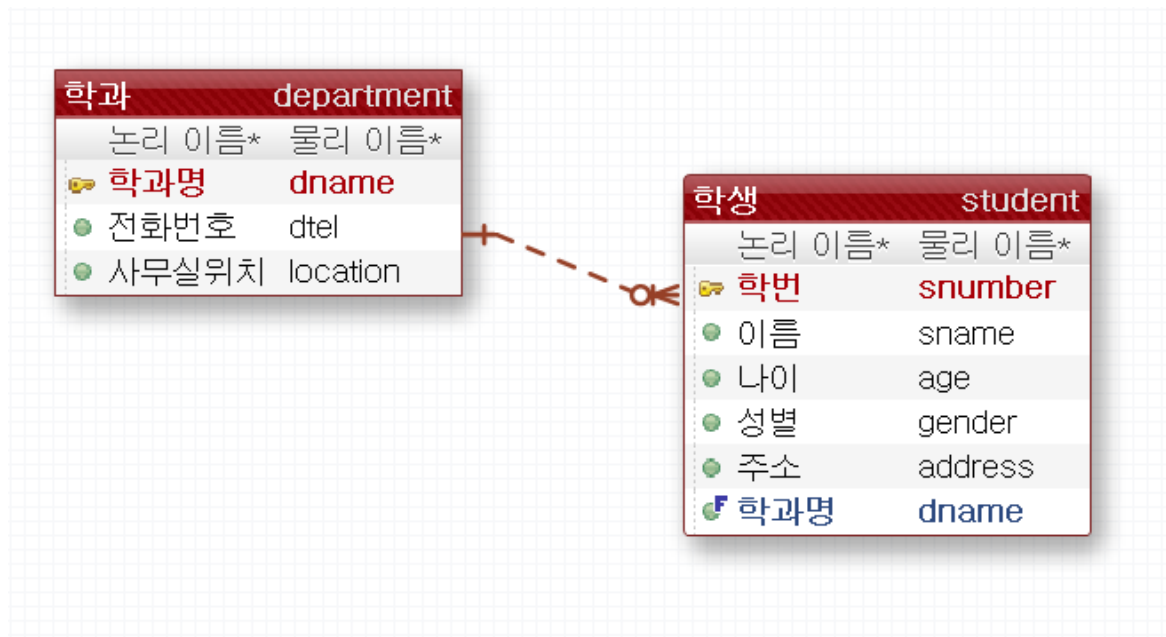 학과 department
논리 이름* 물리 이름*
학과명 dname
전화번호 dtel
사무실위치 location
학생 student
논리 이름* 물리 이름*
학번 snumber
이름 sname
나이 age
성별 gender
주소 address
F 학과명 dname